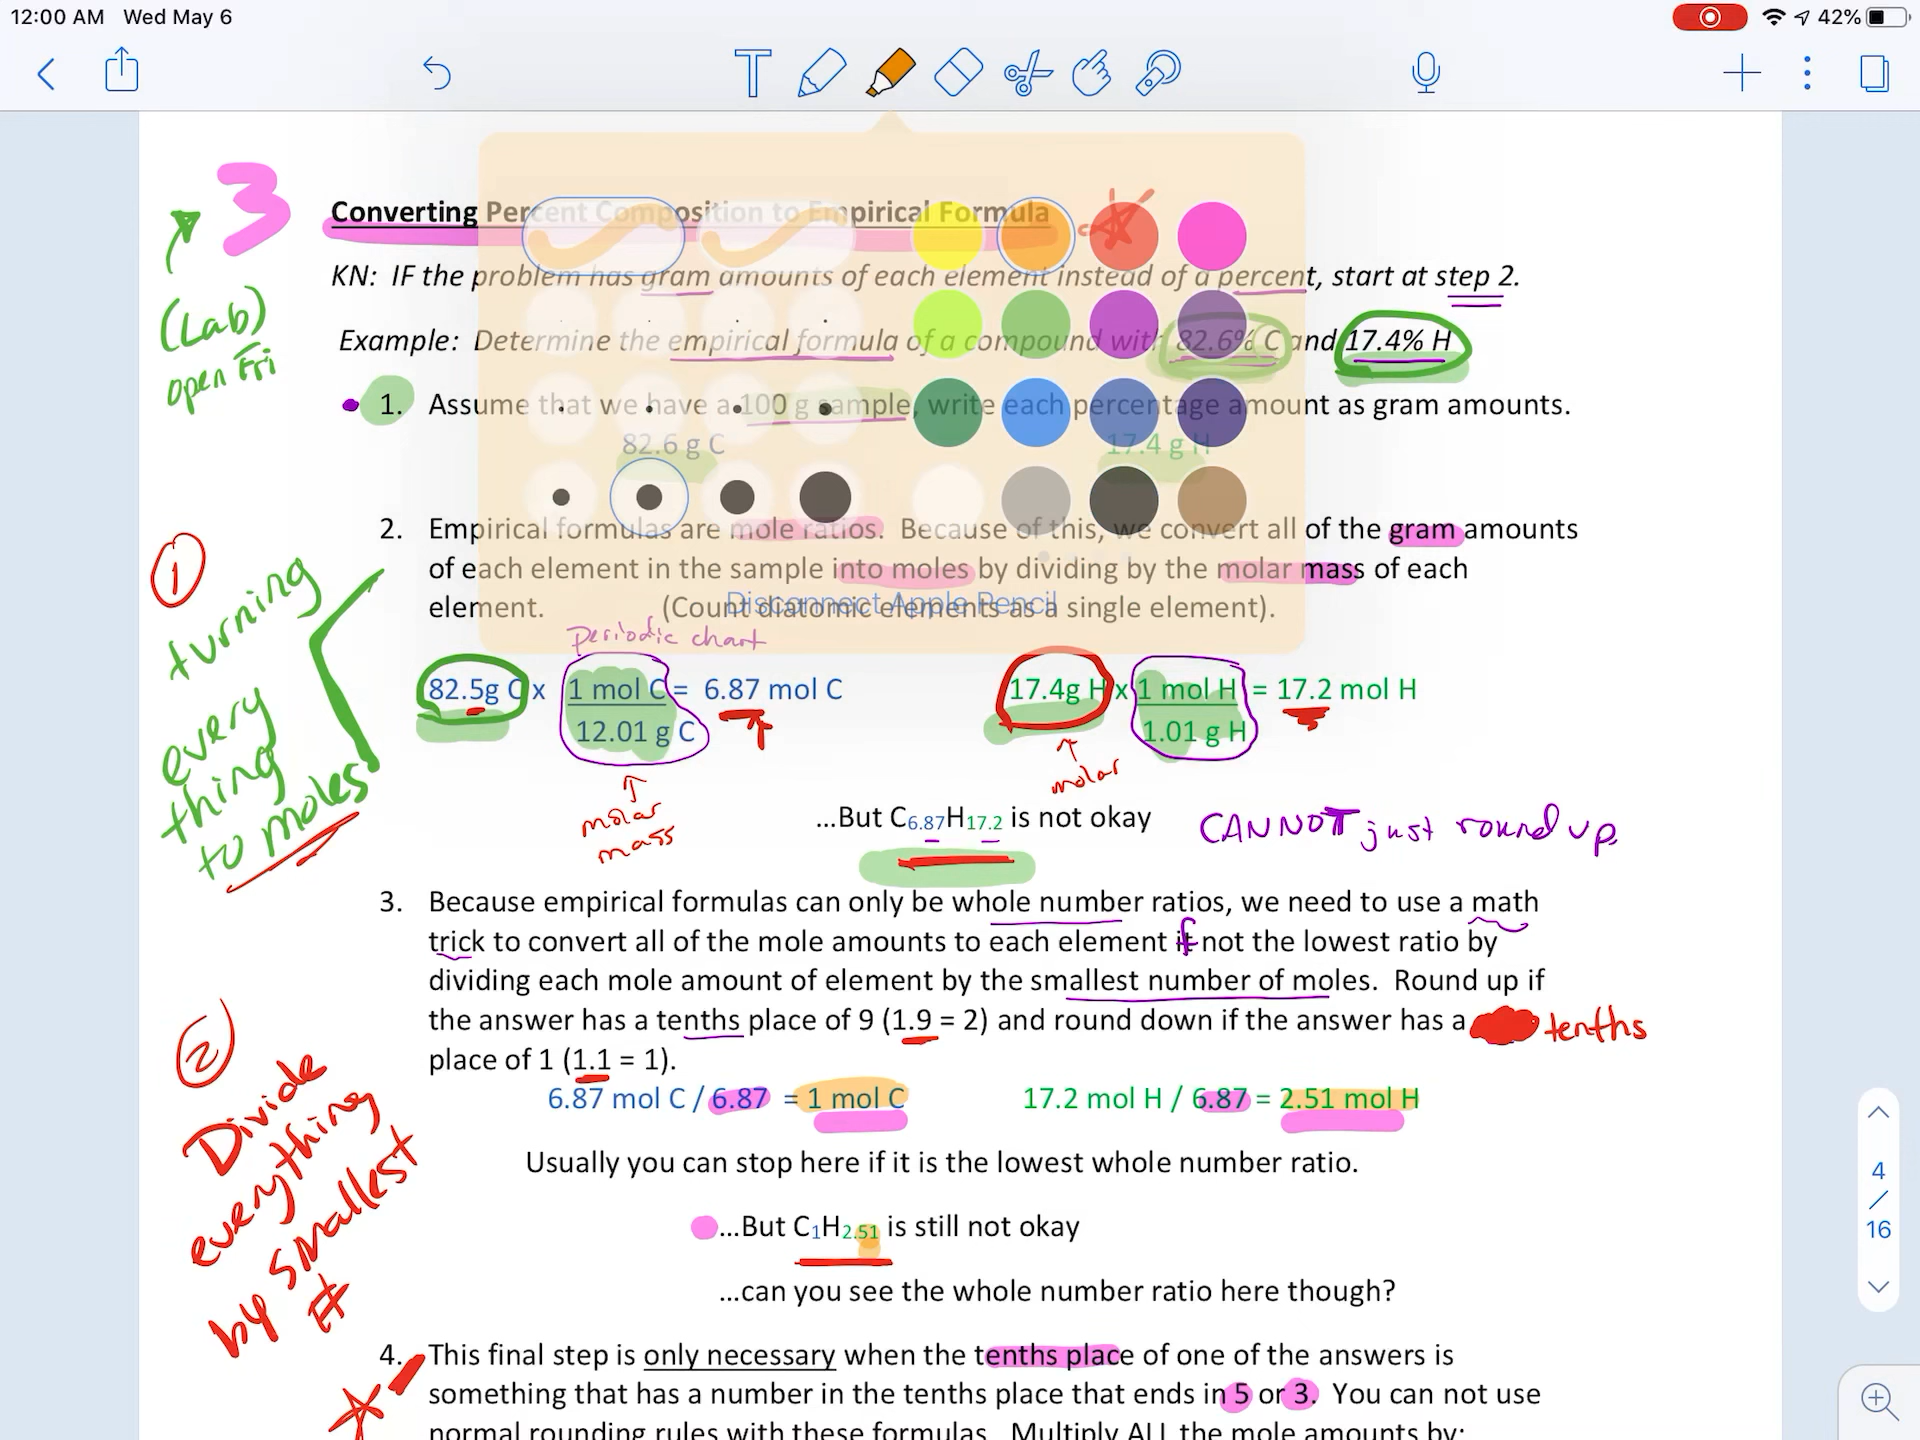 12:00 AM Wed May 6
42%
3
(Lab)
open Fri
Converting Percent Composition to Empirical Formula
KN: IF the problem has gram amounts of each element instead of a percent, start at step 2.
Example: Determine the empirical formula of a compound with 82.6% C and 17.4% H
1. Assume that we have a 100 g sample, write each percentage amount as gram amounts.
82.6 g C 17.4 g H
2. Empirical formulas are mole ratios. Because of this, we convert all of the gram amounts
of each element in the sample into moles by dividing by the molar mass of each
element. (Count diatomic elements as a single element).
Disconnect Apple Pencil
1
turning
every
thing
to moles
periodic chart
82.5g C x 1 mol C = 6.87 mol C 17.4g H x 1 mol H = 17.2 mol H
12.01 g C 1.01 g H
molar
mass
molar
...But C6.87H17.2 is not okay
CANNOT just round up.
3. Because empirical formulas can only be whole number ratios, we need to use a math
trick to convert all of the mole amounts to each element if not the lowest ratio by
dividing each mole amount of element by the smallest number of moles. Round up if
the answer has a tenths place of 9 (1.9 = 2) and round down if the answer has a tenths
place of 1 (1.1 = 1).
2
Divide
everything
by smallest
#
6.87 mol C / 6.87 = 1 mol C 17.2 mol H / 6.87 = 2.51 mol H
Usually you can stop here if it is the lowest whole number ratio.
...But C1H2.51 is still not okay
...can you see the whole number ratio here though?
4. This final step is only necessary when the tenths place of one of the answers is
something that has a number in the tenths place that ends in 5 or 3. You can not use
normal rounding rules with these formulas. Multiply ALL the mole amounts by:
4
/
16